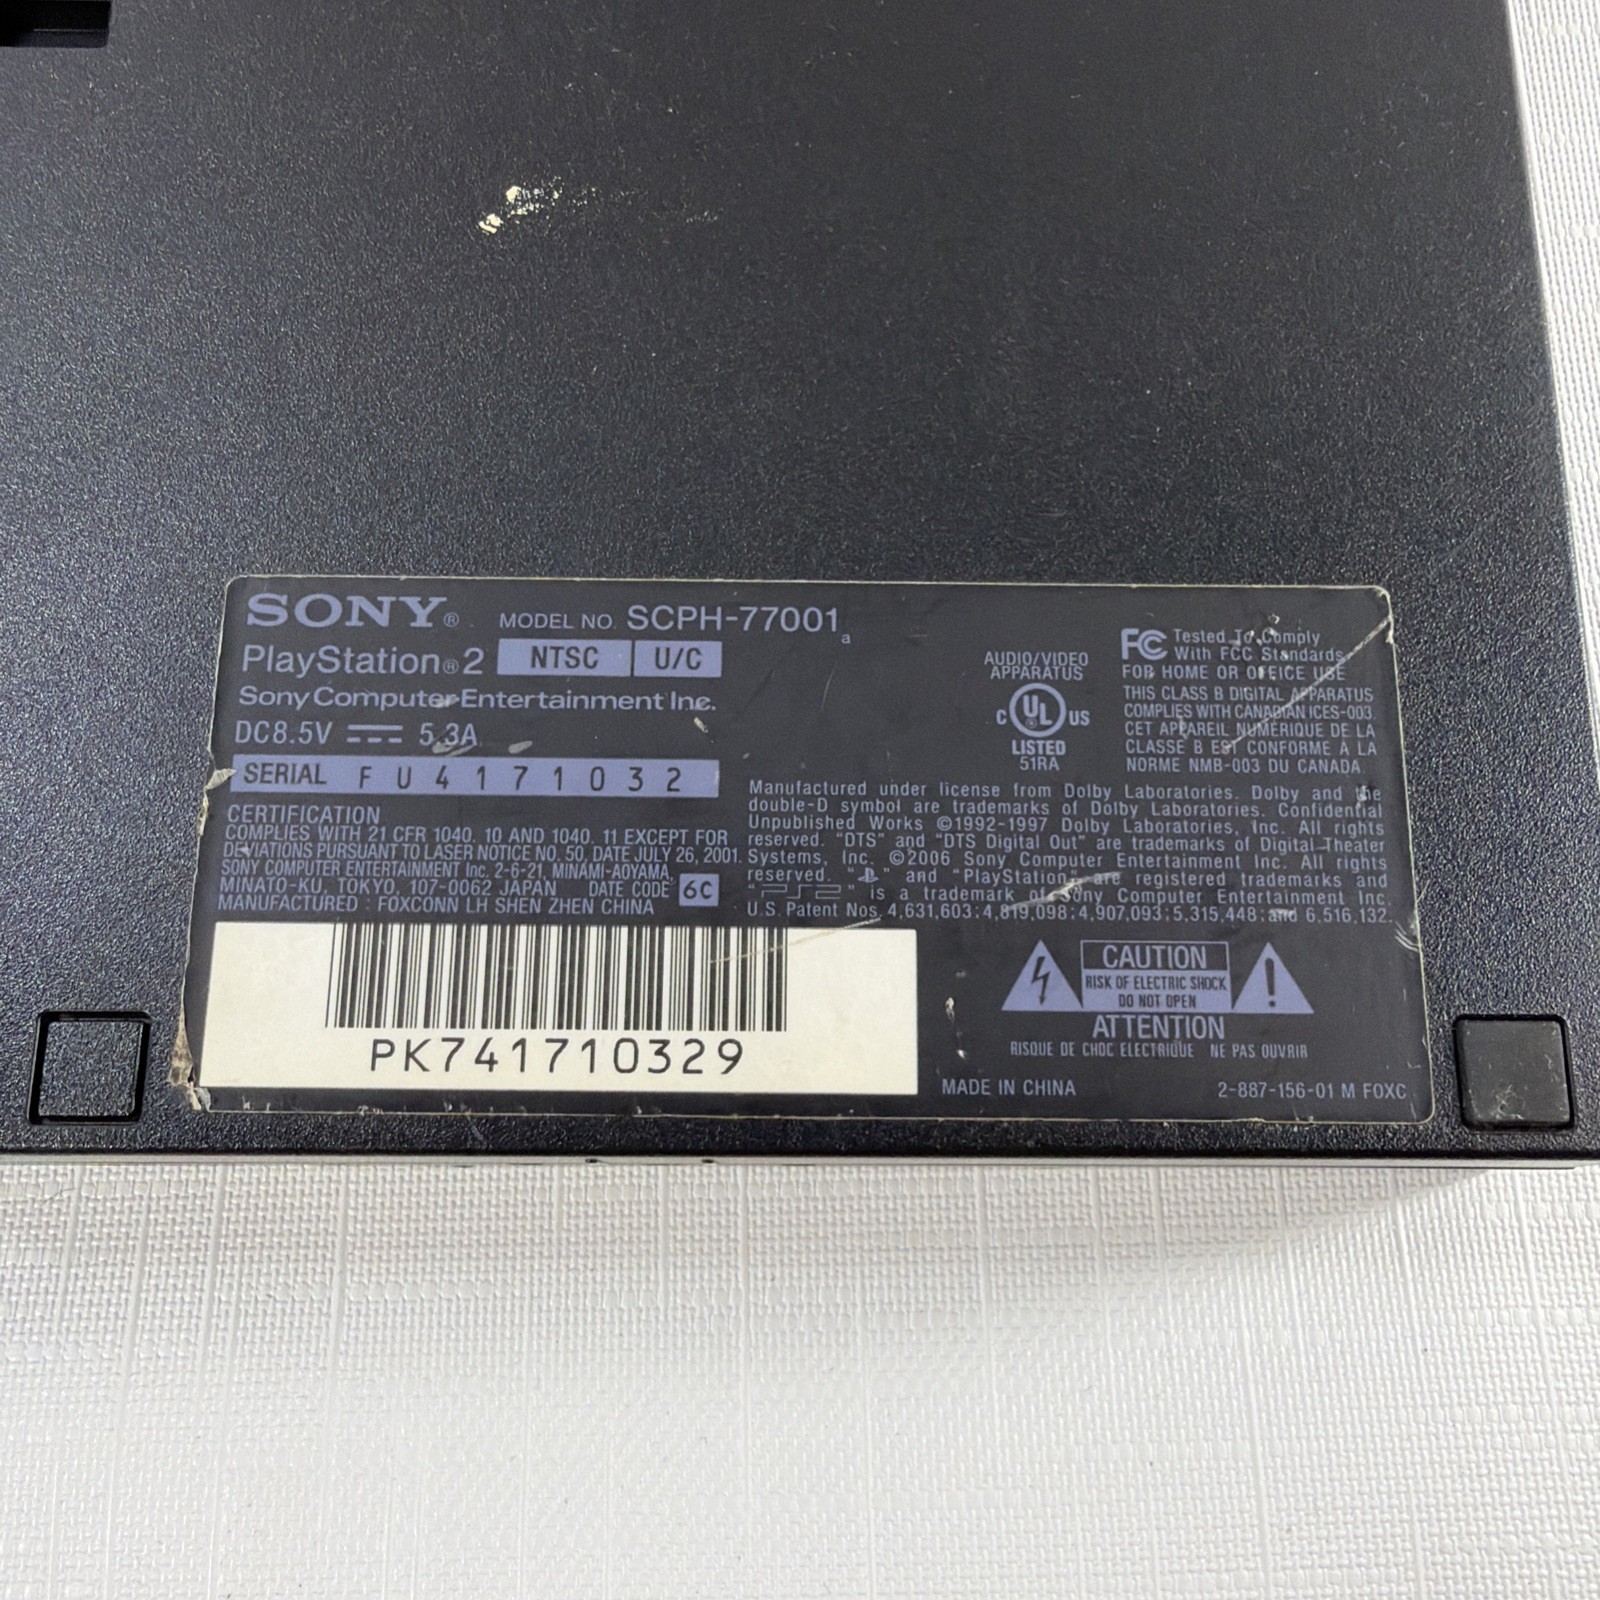 SONY® MODEL NO. SCPH-77001 a
PlayStation®2 NTSC U/C
Sony Computer Entertainment Inc.
DC8.5V 5.3A
SERIAL FU4171032
CERTIFICATION
COMPLIES WITH 21 CFR 1040. 10 AND 1040. 11 EXCEPT FOR
DEVIATIONS PURSUANT TO LASER NOTICE NO. 50, DATE JULY 26, 2001.
SONY COMPUTER ENTERTAINMENT Inc. 2-6-21, MINAMI-AOYAMA,
MINATO-KU, TOKYO, 107-0062 JAPAN DATE CODE 6C
MANUFACTURED : FOXCONN LH SHEN ZHEN CHINA
PK741710329
AUDIO/VIDEO
APPARATUS
C UL® US
LISTED
51RA
FC Tested To Comply
With FCC Standards
FOR HOME OR OFFICE USE
THIS CLASS B DIGITAL APPARATUS
COMPLIES WITH CANADIAN ICES-003.
CET APPAREIL NUMÉRIQUE DE LA
CLASSE B EST CONFORME À LA
NORME NMB-003 DU CANADA.
Manufactured under license from Dolby Laboratories. Dolby and the
double-D symbol are trademarks of Dolby Laboratories. Confidential
Unpublished Works ©1992-1997 Dolby Laboratories, Inc. All rights
reserved. "DTS" and "DTS Digital Out" are trademarks of Digital Theater
Systems, Inc. ©2006 Sony Computer Entertainment Inc. All rights
reserved. "PS" and "PlayStation" are registered trademarks and
"PS2" is a trademark of Sony Computer Entertainment Inc.
U.S. Patent Nos. 4,631,603:4,819,098:4,907,093:5,315,448:and 6,516,132.
CAUTION
RISK OF ELECTRIC SHOCK
DO NOT OPEN
ATTENTION
RISQUE DE CHOC ELECTRIQUE NE PAS OUVRIR
MADE IN CHINA 2-887-156-01 M FOXC